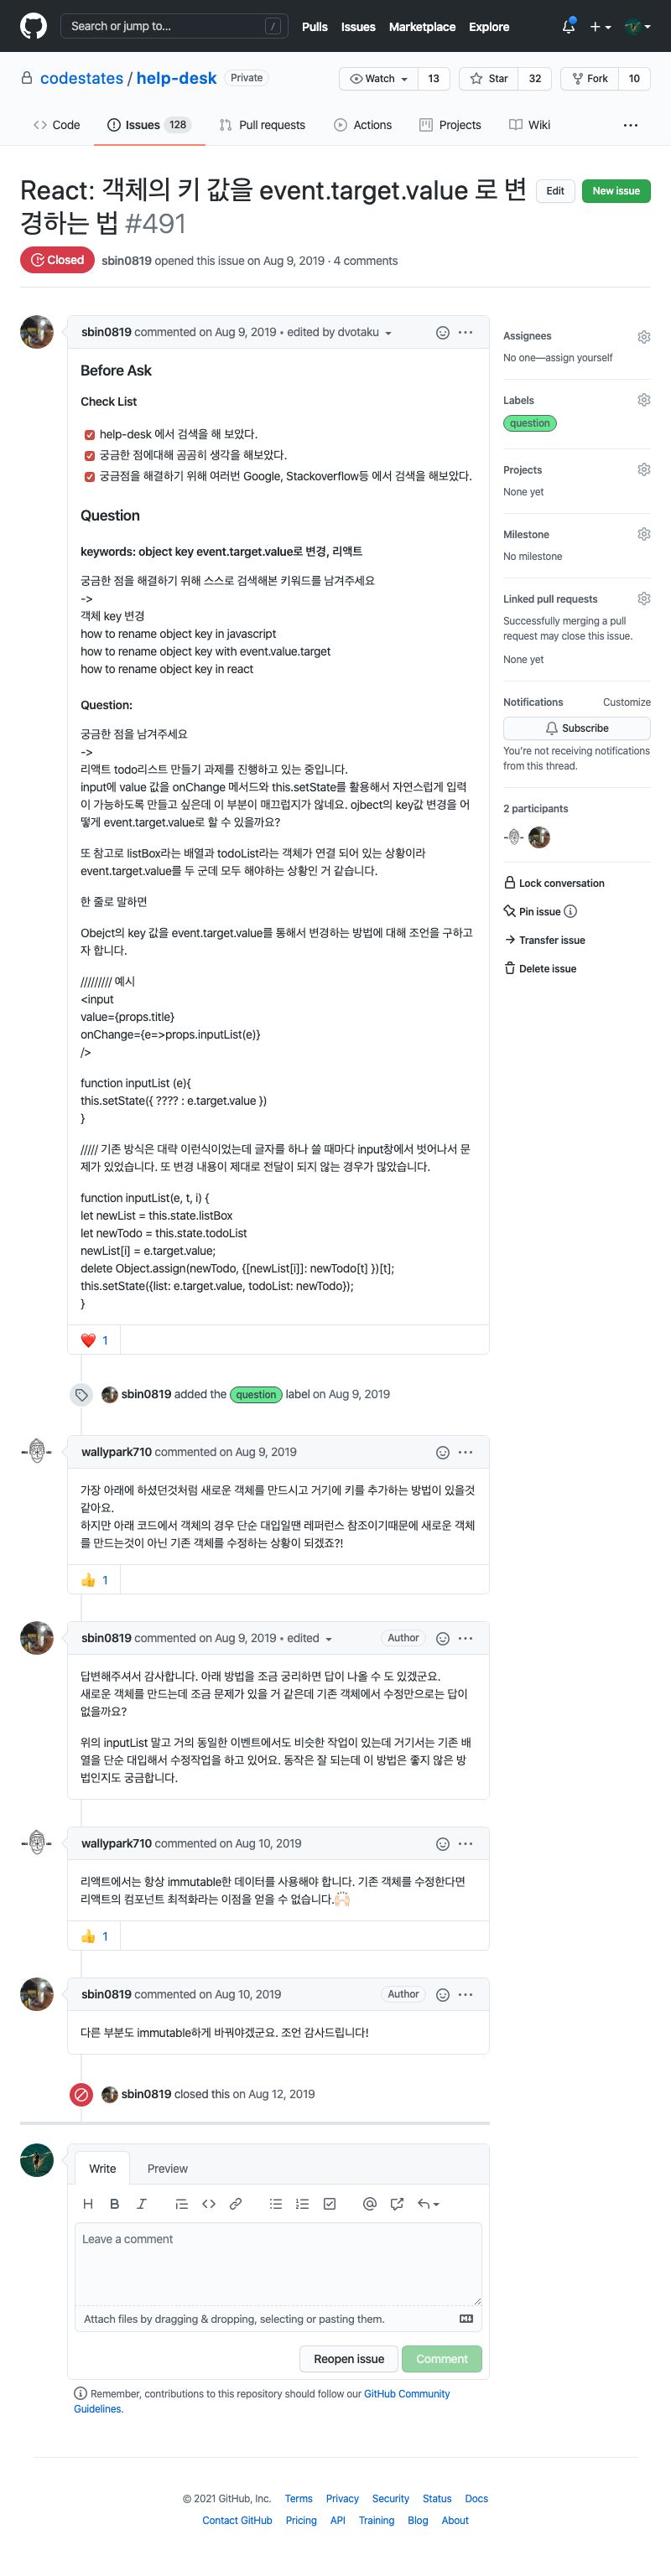 Search or jump to... /
Pulls Issues Marketplace Explore
codestates / help-desk Private
Watch 13 Star 32 Fork 10
Code Issues 128 Pull requests Actions Projects Wiki
React: 객체의 키 값을 event.target.value 로 변
경하는 법 #491
Edit New issue
Closed sbin0819 opened this issue on Aug 9, 2019 · 4 comments
sbin0819 commented on Aug 9, 2019 • edited by dvotaku
Before Ask
Check List
help-desk 에서 검색을 해 보았다.
궁금한 점에대해 곰곰히 생각을 해보았다.
궁금점을 해결하기 위해 여러번 Google, Stackoverflow등 에서 검색을 해보았다.
Question
keywords: object key event.target.value로 변경, 리액트
궁금한 점을 해결하기 위해 스스로 검색해본 키워드를 남겨주세요
->
객체 key 변경
how to rename object key in javascript
how to rename object key with event.value.target
how to rename object key in react
Question:
궁금한 점을 남겨주세요
->
리액트 todo리스트 만들기 과제를 진행하고 있는 중입니다.
input에 value 값을 onChange 메서드와 this.setState를 활용해서 자연스럽게 입력
이 가능하도록 만들고 싶은데 이 부분이 매끄럽지가 않네요. ojbect의 key값 변경을 어
떻게 event.target.value로 할 수 있을까요?
또 참고로 listBox라는 배열과 todoList라는 객체가 연결 되어 있는 상황이라
event.target.value를 두 군데 모두 해야하는 상황인 거 같습니다.
한 줄로 말하면
Obejct의 key 값을 event.target.value를 통해서 변경하는 방법에 대해 조언을 구하고
자 합니다.
///////// 예시
<input
value={props.title}
onChange={e=>props.inputList(e)}
/>
function inputList (e){
this.setState({ ???? : e.target.value })
}
///// 기존 방식은 대략 이런식이었는데 글자를 하나 쓸 때마다 input창에서 벗어나서 문
제가 있었습니다. 또 변경 내용이 제대로 전달이 되지 않는 경우가 많았습니다.
function inputList(e, t, i) {
let newList = this.state.listBox
let newTodo = this.state.todoList
newList[i] = e.target.value;
delete Object.assign(newTodo, {[newList[i]]: newTodo[t] })[t];
this.setState({list: e.target.value, todoList: newTodo});
}
❤️ 1
sbin0819 added the question label on Aug 9, 2019
wallypark710 commented on Aug 9, 2019
가장 아래에 하셨던것처럼 새로운 객체를 만드시고 거기에 키를 추가하는 방법이 있을것
같아요.
하지만 아래 코드에서 객체의 경우 단순 대입일땐 레퍼런스 참조이기때문에 새로운 객체
를 만드는것이 아닌 기존 객체를 수정하는 상황이 되겠죠?!
👍 1
sbin0819 commented on Aug 9, 2019 • edited Author
답변해주셔서 감사합니다. 아래 방법을 조금 궁리하면 답이 나올 수 도 있겠군요.
새로운 객체를 만드는데 조금 문제가 있을 거 같은데 기존 객체에서 수정만으로는 답이
없을까요?
위의 inputList 말고 거의 동일한 이벤트에서도 비슷한 작업이 있는데 거기서는 기존 배
열을 단순 대입해서 수정작업을 하고 있어요. 동작은 잘 되는데 이 방법은 좋지 않은 방
법인지도 궁금합니다.
wallypark710 commented on Aug 10, 2019
리액트에서는 항상 immutable한 데이터를 사용해야 합니다. 기존 객체를 수정한다면
리액트의 컴포넌트 최적화라는 이점을 얻을 수 없습니다.🙌🏻
👍 1
sbin0819 commented on Aug 10, 2019 Author
다른 부분도 immutable하게 바꿔야겠군요. 조언 감사드립니다!
sbin0819 closed this on Aug 12, 2019
Write Preview
Leave a comment
Attach files by dragging & dropping, selecting or pasting them.
Reopen issue Comment
Remember, contributions to this repository should follow our GitHub Community
Guidelines.
Assignees
No one—assign yourself
Labels
question
Projects
None yet
Milestone
No milestone
Linked pull requests
Successfully merging a pull
request may close this issue.
None yet
Notifications Customize
Subscribe
You're not receiving notifications
from this thread.
2 participants
Lock conversation
Pin issue
Transfer issue
Delete issue
© 2021 GitHub, Inc. Terms Privacy Security Status Docs
Contact GitHub Pricing API Training Blog About